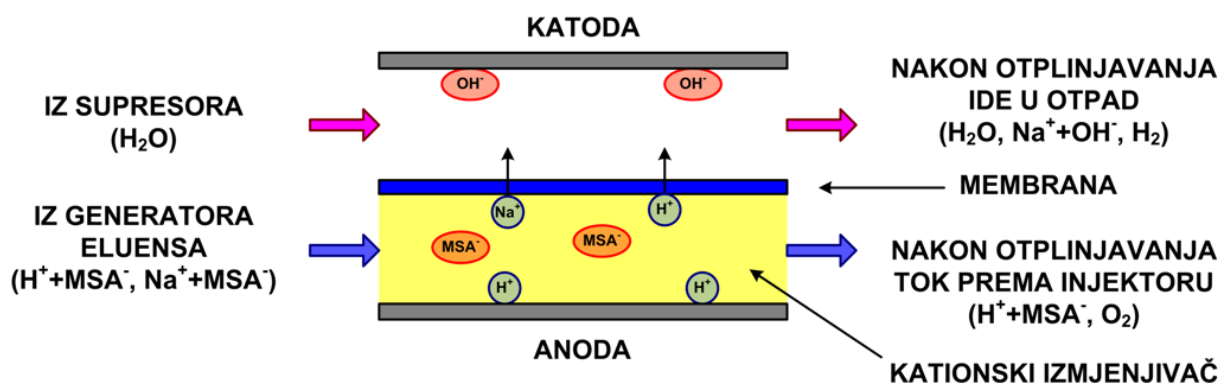 KATODA
OH⁻
OH⁻
IZ SUPRESORA
(H₂O)
NAKON OTPLINJAVANJA
IDE U OTPAD
(H₂O, Na⁺+OH⁻, H₂)
MEMBRANA
IZ GENERATORA
ELUENSA
(H⁺+MSA⁻, Na⁺+MSA⁻)
Na⁺
H⁺
MSA⁻
MSA⁻
H⁺
H⁺
NAKON OTPLINJAVANJA
TOK PREMA INJEKTORU
(H⁺+MSA⁻, O₂)
ANODA
KATIONSKI IZMJENJIVAČ